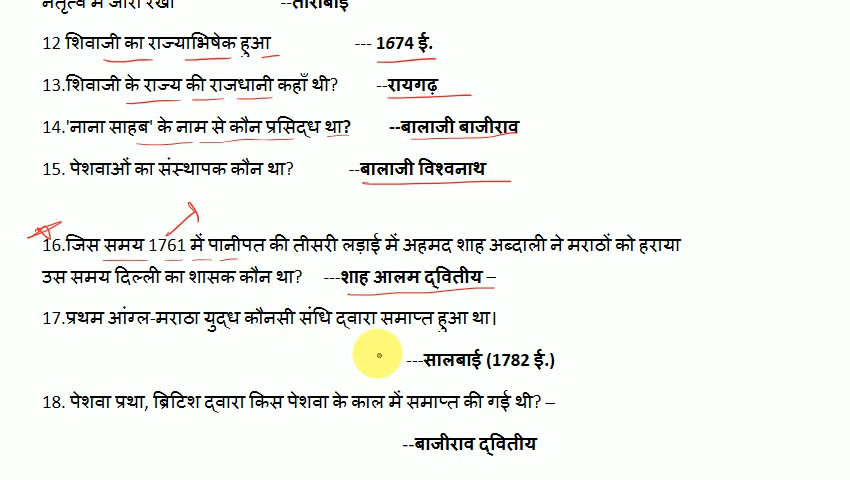 नेतृत्व में जारी रखा --ताराबाई
12 शिवाजी का राज्याभिषेक हुआ --- 1674 ई.
13.शिवाजी के राज्य की राजधानी कहाँ थी? --रायगढ़
14.'नाना साहब' के नाम से कौन प्रसिद्ध था? --बालाजी बाजीराव
15. पेशवाओं का संस्थापक कौन था? --बालाजी विश्वनाथ
16.जिस समय 1761 में पानीपत की तीसरी लड़ाई में अहमद शाह अब्दाली ने मराठों को हराया
उस समय दिल्ली का शासक कौन था? ---शाह आलम द्वितीय –
17.प्रथम आंग्ल-मराठा युद्ध कौनसी संधि द्वारा समाप्त हुआ था।
---सालबाई (1782 ई.)
18. पेशवा प्रथा, ब्रिटिश द्वारा किस पेशवा के काल में समाप्त की गई थी? –
--बाजीराव द्वितीय